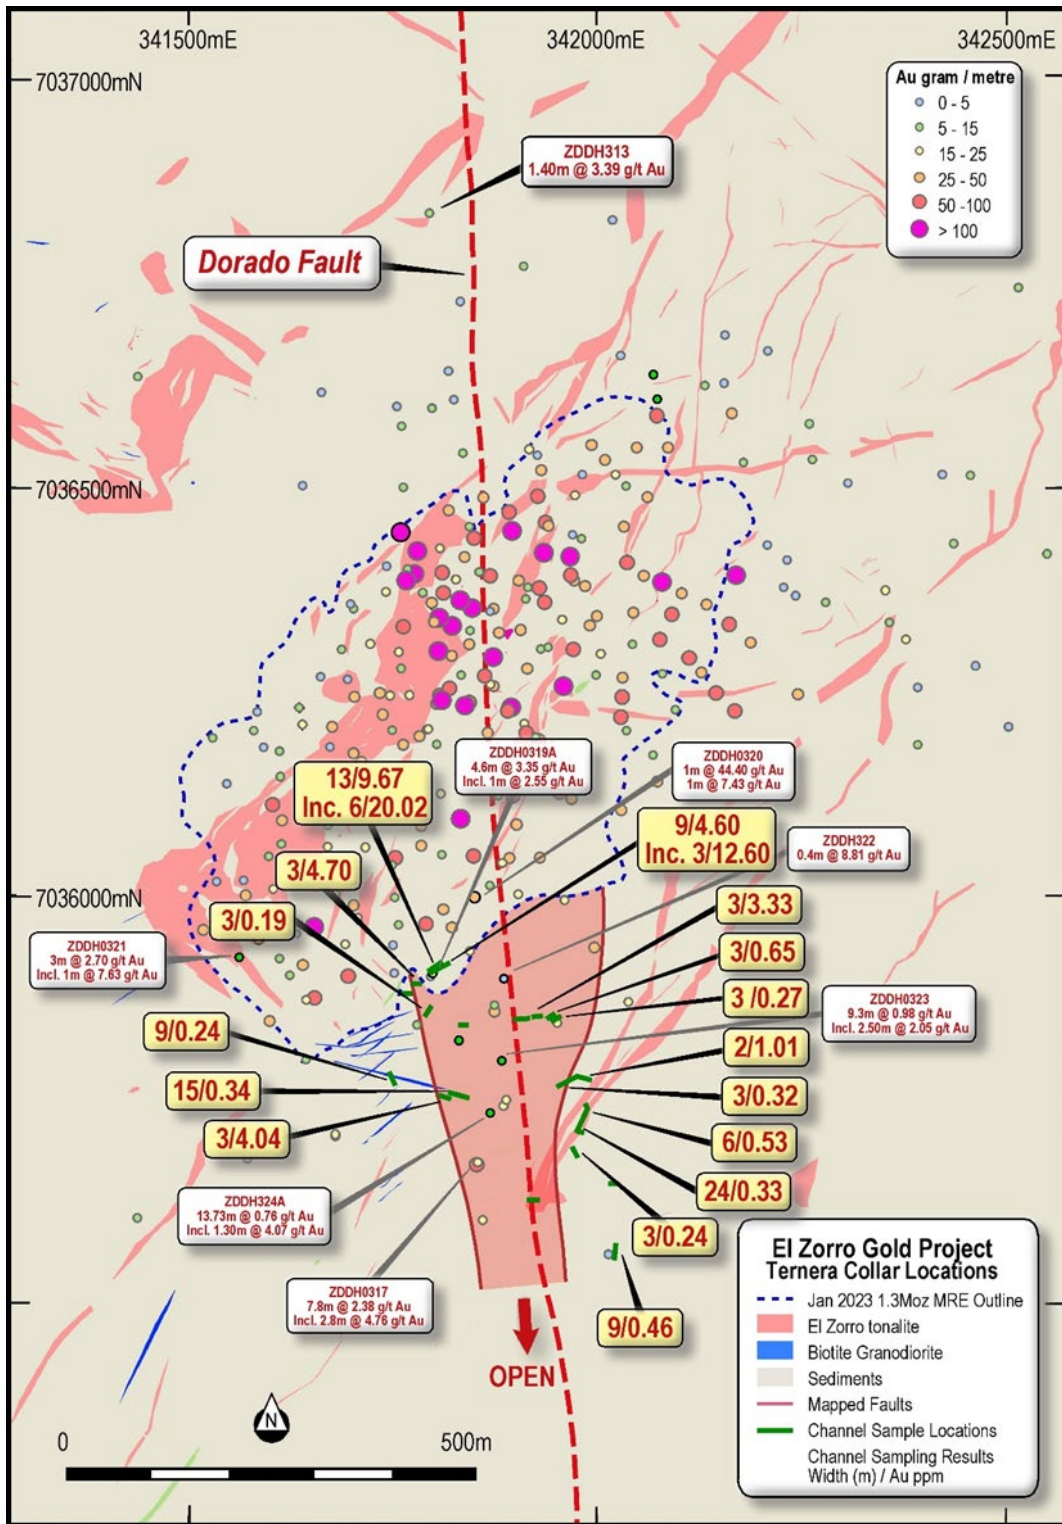 341500mE
342000mE
342500mE
7037000mN
Au gram / metre
0 - 5
5 - 15
15 - 25
25 - 50
50 -100
> 100
ZDDH313
1.40m @ 3.39 g/t Au
Dorado Fault
7036500mN
ZDDH0319A
4.6m @ 3.35 g/t Au
Incl. 1m @ 2.55 g/t Au
ZDDH0320
1m @ 44.40 g/t Au
1m @ 7.43 g/t Au
13/9.67
Inc. 6/20.02
9/4.60
Inc. 3/12.60
ZDDH322
0.4m @ 8.81 g/t Au
3/4.70
7036000mN
3/0.19
3/3.33
ZDDH0321
3m @ 2.70 g/t Au
Incl. 1m @ 7.63 g/t Au
3/0.65
3 /0.27
ZDDH0323
9.3m @ 0.98 g/t Au
Incl. 2.50m @ 2.05 g/t Au
9/0.24
2/1.01
15/0.34
3/0.32
3/4.04
6/0.53
24/0.33
ZDDH324A
13.73m @ 0.76 g/t Au
Incl. 1.30m @ 4.07 g/t Au
3/0.24
ZDDH0317
7.8m @ 2.38 g/t Au
Incl. 2.8m @ 4.76 g/t Au
9/0.46
OPEN
El Zorro Gold Project
Ternera Collar Locations
Jan 2023 1.3Moz MRE Outline
El Zorro tonalite
Biotite Granodiorite
Sediments
Mapped Faults
Channel Sample Locations
Channel Sampling Results
Width (m) / Au ppm
N
0
500m